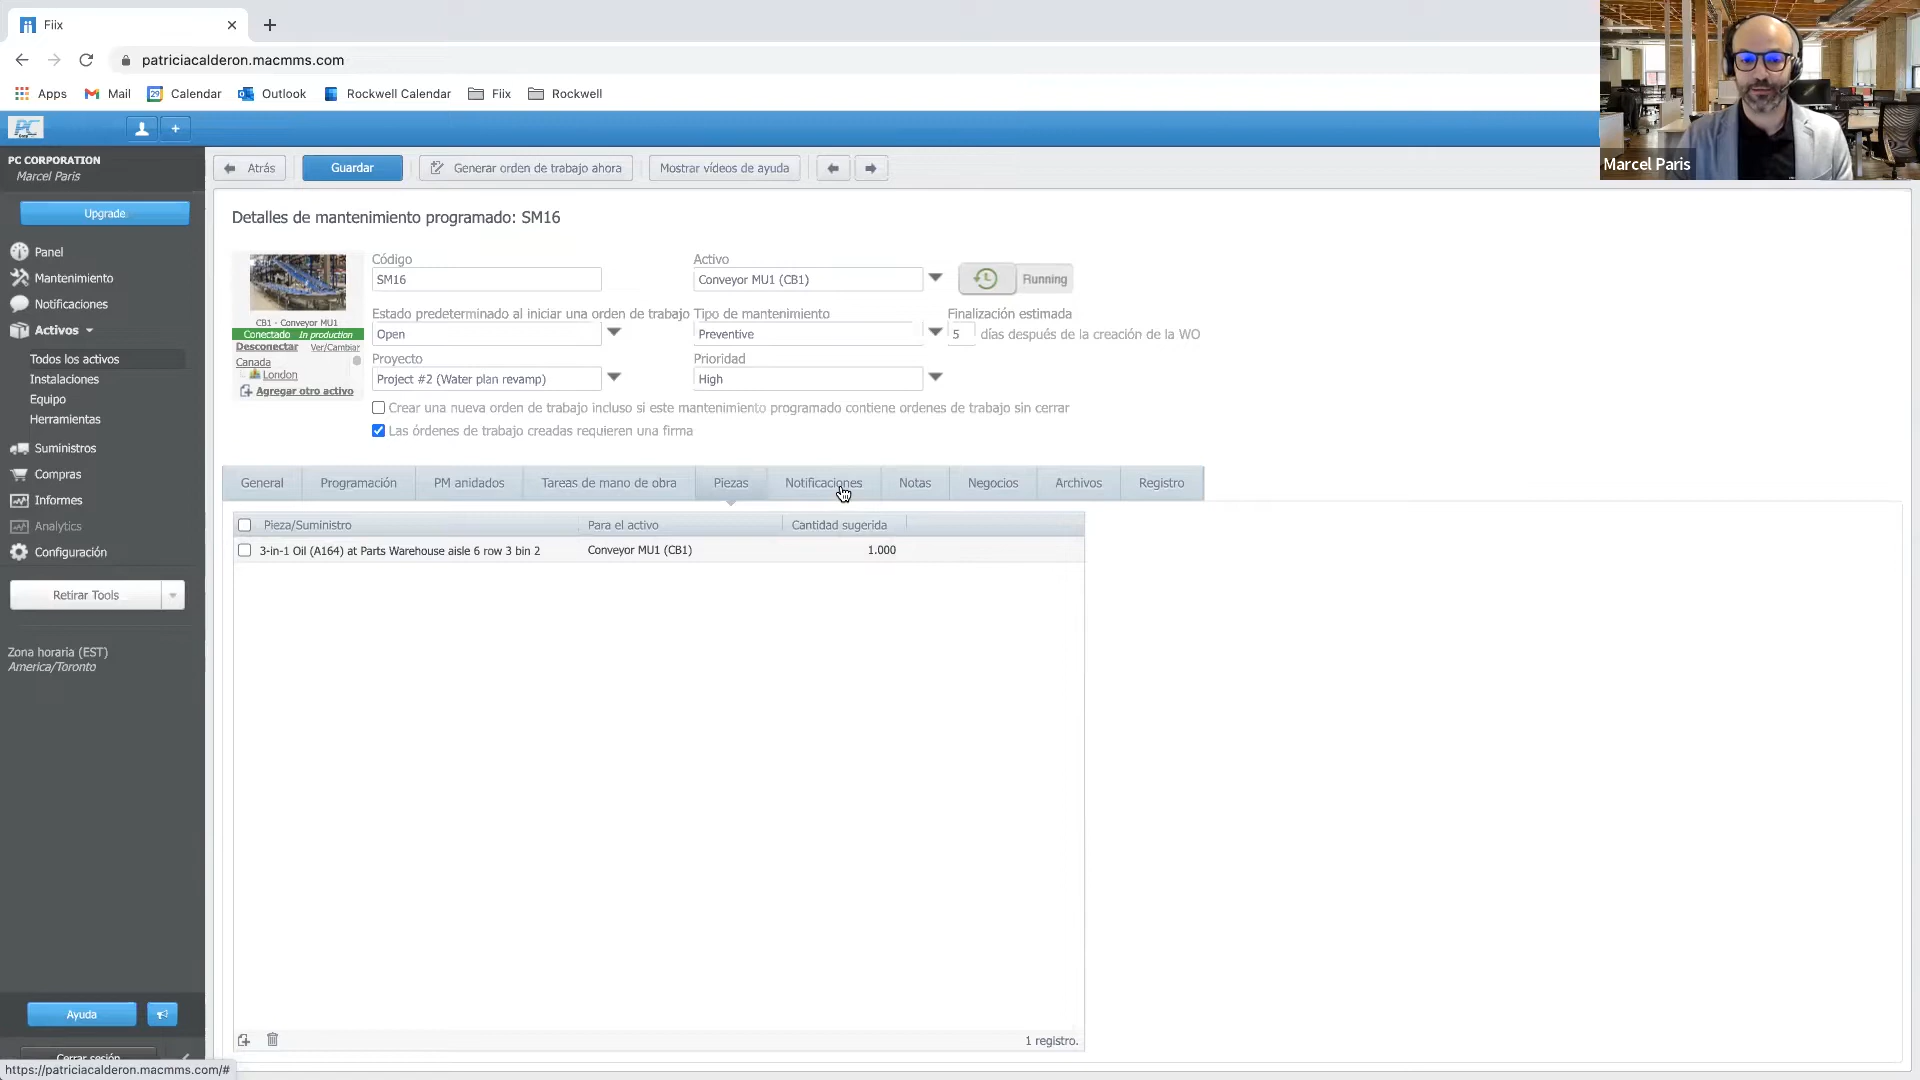 Fiix
patriciacalderon.macmms.com
Apps Mail Calendar Outlook Rockwell Calendar Fiix Rockwell
PC
Marcel Paris
PC CORPORATION
Marcel Paris
Upgrade
Panel
Mantenimiento
Notificaciones
Activos
Todos los activos
Instalaciones
Equipo
Herramientas
Suministros
Compras
Informes
Analytics
Configuración
Retirar Tools
Zona horaria (EST)
America/Toronto
Ayuda
Cerrar sesión
https://patriciacalderon.macmms.com/#
Atrás Guardar Generar orden de trabajo ahora Mostrar vídeos de ayuda
Detalles de mantenimiento programado: SM16
CB1 - Conveyor MU1
Conectado In production
Desconectar Ver/Cambiar
Canada
London
Agregar otro activo
Código Activo
SM16 Conveyor MU1 (CB1) Running
Estado predeterminado al iniciar una orden de trabajo Tipo de mantenimiento Finalización estimada
Open Preventive 5 días después de la creación de la WO
Proyecto Prioridad
Project #2 (Water plan revamp) High
Crear una nueva orden de trabajo incluso si este mantenimiento programado contiene ordenes de trabajo sin cerrar
Las órdenes de trabajo creadas requieren una firma
General Programación PM anidados Tareas de mano de obra Piezas Notificaciones Notas Negocios Archivos Registro
Pieza/Suministro Para el activo Cantidad sugerida
3-in-1 Oil (A164) at Parts Warehouse aisle 6 row 3 bin 2 Conveyor MU1 (CB1) 1.000
1 registro.